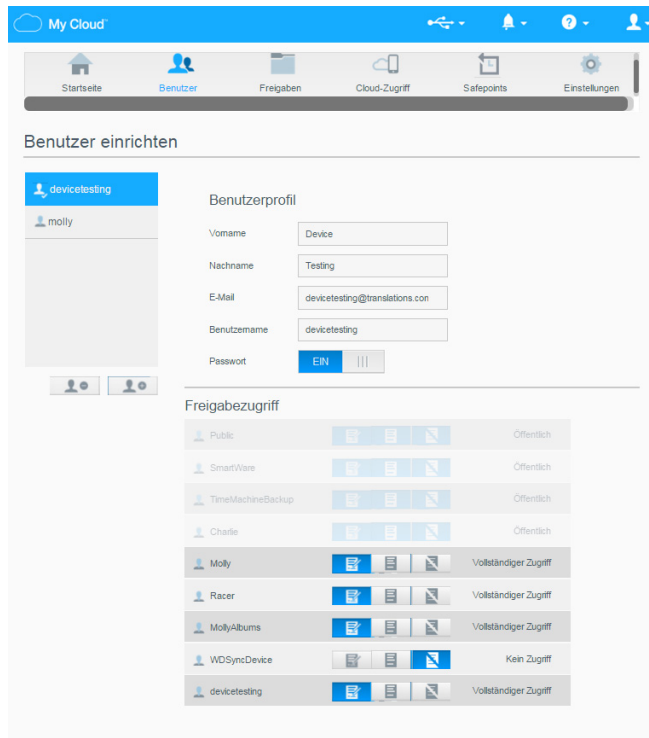 My Cloud™
Startseite
Benutzer
Freigaben
Cloud-Zugriff
Safepoints
Einstellungen
Benutzer einrichten
devicetesting
molly
Benutzerprofil
Vorname Device
Nachname Testing
E-Mail devicetesting@translations.con
Benutzername devicetesting
Passwort EIN
Freigabezugriff
Public Öffentlich
SmartWare Öffentlich
TimeMachineBackup Öffentlich
Charlie Öffentlich
Molly Vollständiger Zugriff
Racer Vollständiger Zugriff
MollyAlbums Vollständiger Zugriff
WDSyncDevice Kein Zugriff
devicetesting Vollständiger Zugriff